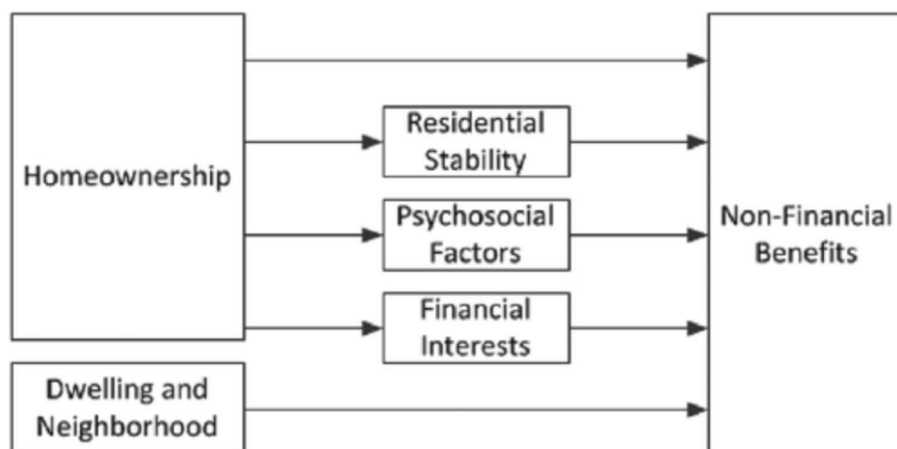 Homeownership
Residential
Stability
Psychosocial
Factors
Financial
Interests
Non-Financial
Benefits
Dwelling and
Neighborhood